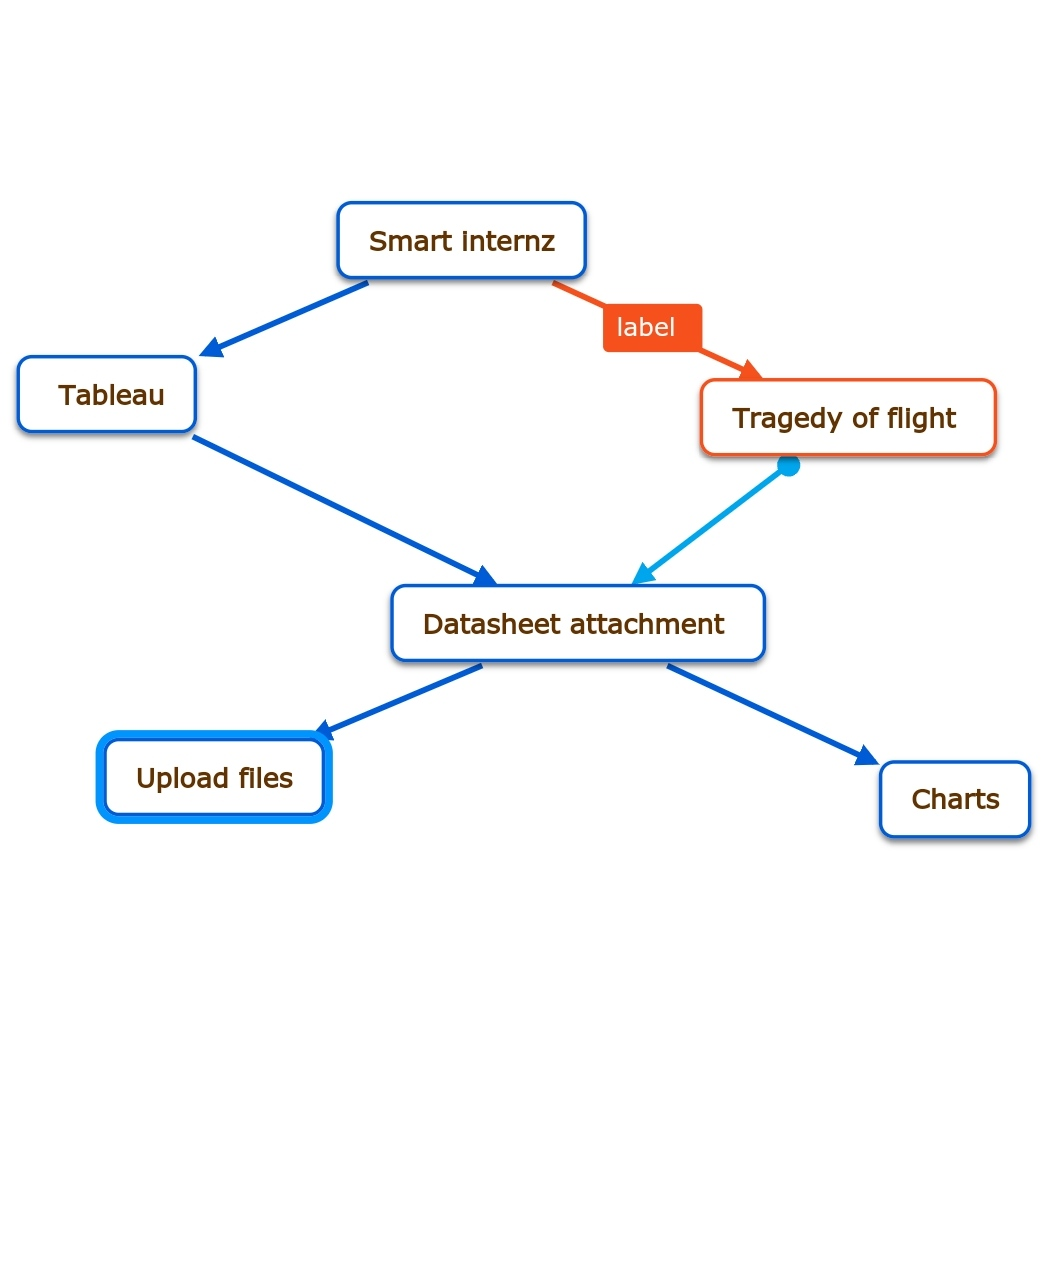 Smart internz
label
Tableau
Tragedy of flight
Datasheet attachment
Upload files
Charts